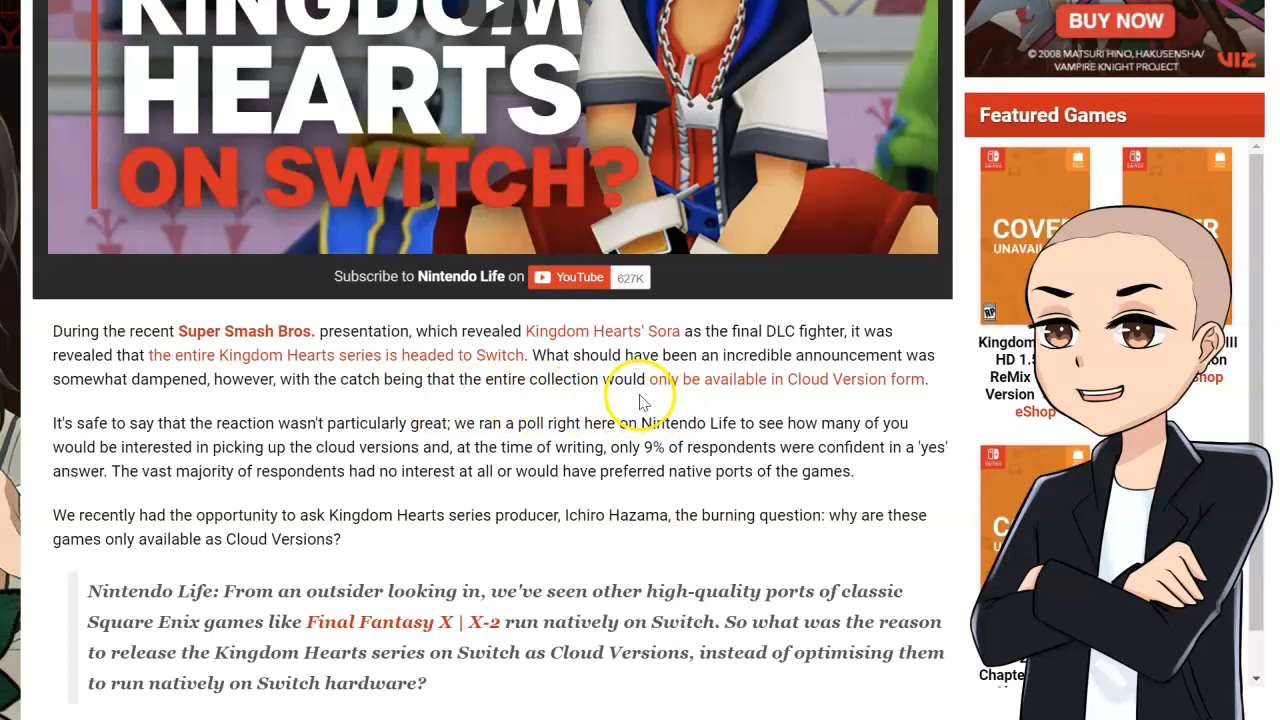 KINGDOM
HEARTS
ON SWITCH?
Subscribe to Nintendo Life on YouTube 627K
During the recent Super Smash Bros. presentation, which revealed Kingdom Hearts' Sora as the final DLC fighter, it was
revealed that the entire Kingdom Hearts series is headed to Switch. What should have been an incredible announcement was
somewhat dampened, however, with the catch being that the entire collection would only be available in Cloud Version form.
It's safe to say that the reaction wasn't particularly great; we ran a poll right here on Nintendo Life to see how many of you
would be interested in picking up the cloud versions and, at the time of writing, only 9% of respondents were confident in a 'yes'
answer. The vast majority of respondents had no interest at all or would have preferred native ports of the games.
We recently had the opportunity to ask Kingdom Hearts series producer, Ichiro Hazama, the burning question: why are these
games only available as Cloud Versions?
Nintendo Life: From an outsider looking in, we've seen other high-quality ports of classic
Square Enix games like Final Fantasy X | X-2 run natively on Switch. So what was the reason
to release the Kingdom Hearts series on Switch as Cloud Versions, instead of optimising them
to run natively on Switch hardware?
BUY NOW
© 2008 MATSURI HINO, HAKUSENSHA/
VAMPIRE KNIGHT PROJECT
VIZ
Featured Games
SWITCH
SWITCH
COVE
UNAVAI
ER
RP
Kingdom
HD 1.5
ReMix
Version
eShop
III
on
Shop
Chapte